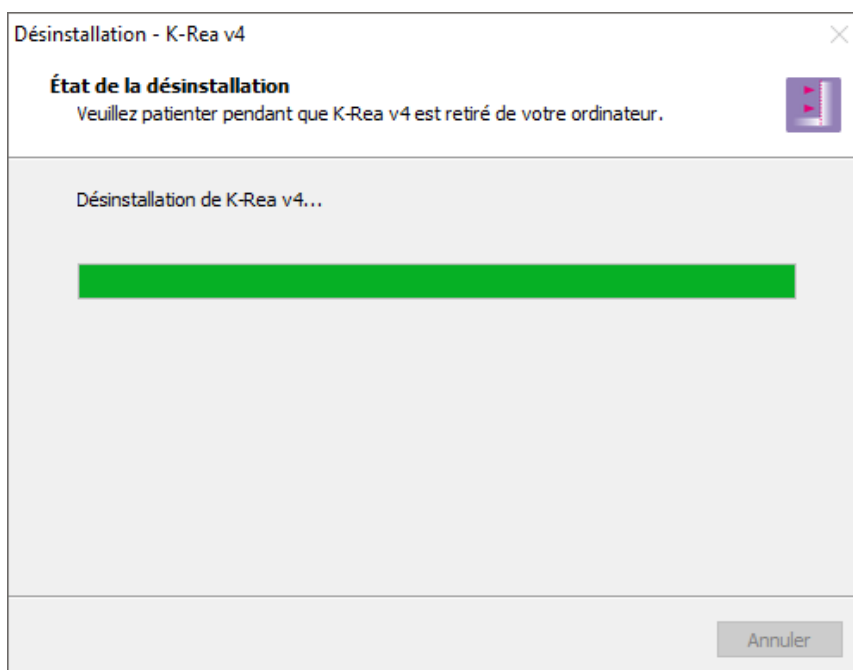 Désinstallation - K-Rea v4
État de la désinstallation
Veuillez patienter pendant que K-Rea v4 est retiré de votre ordinateur.
Désinstallation de K-Rea v4...
Annuler